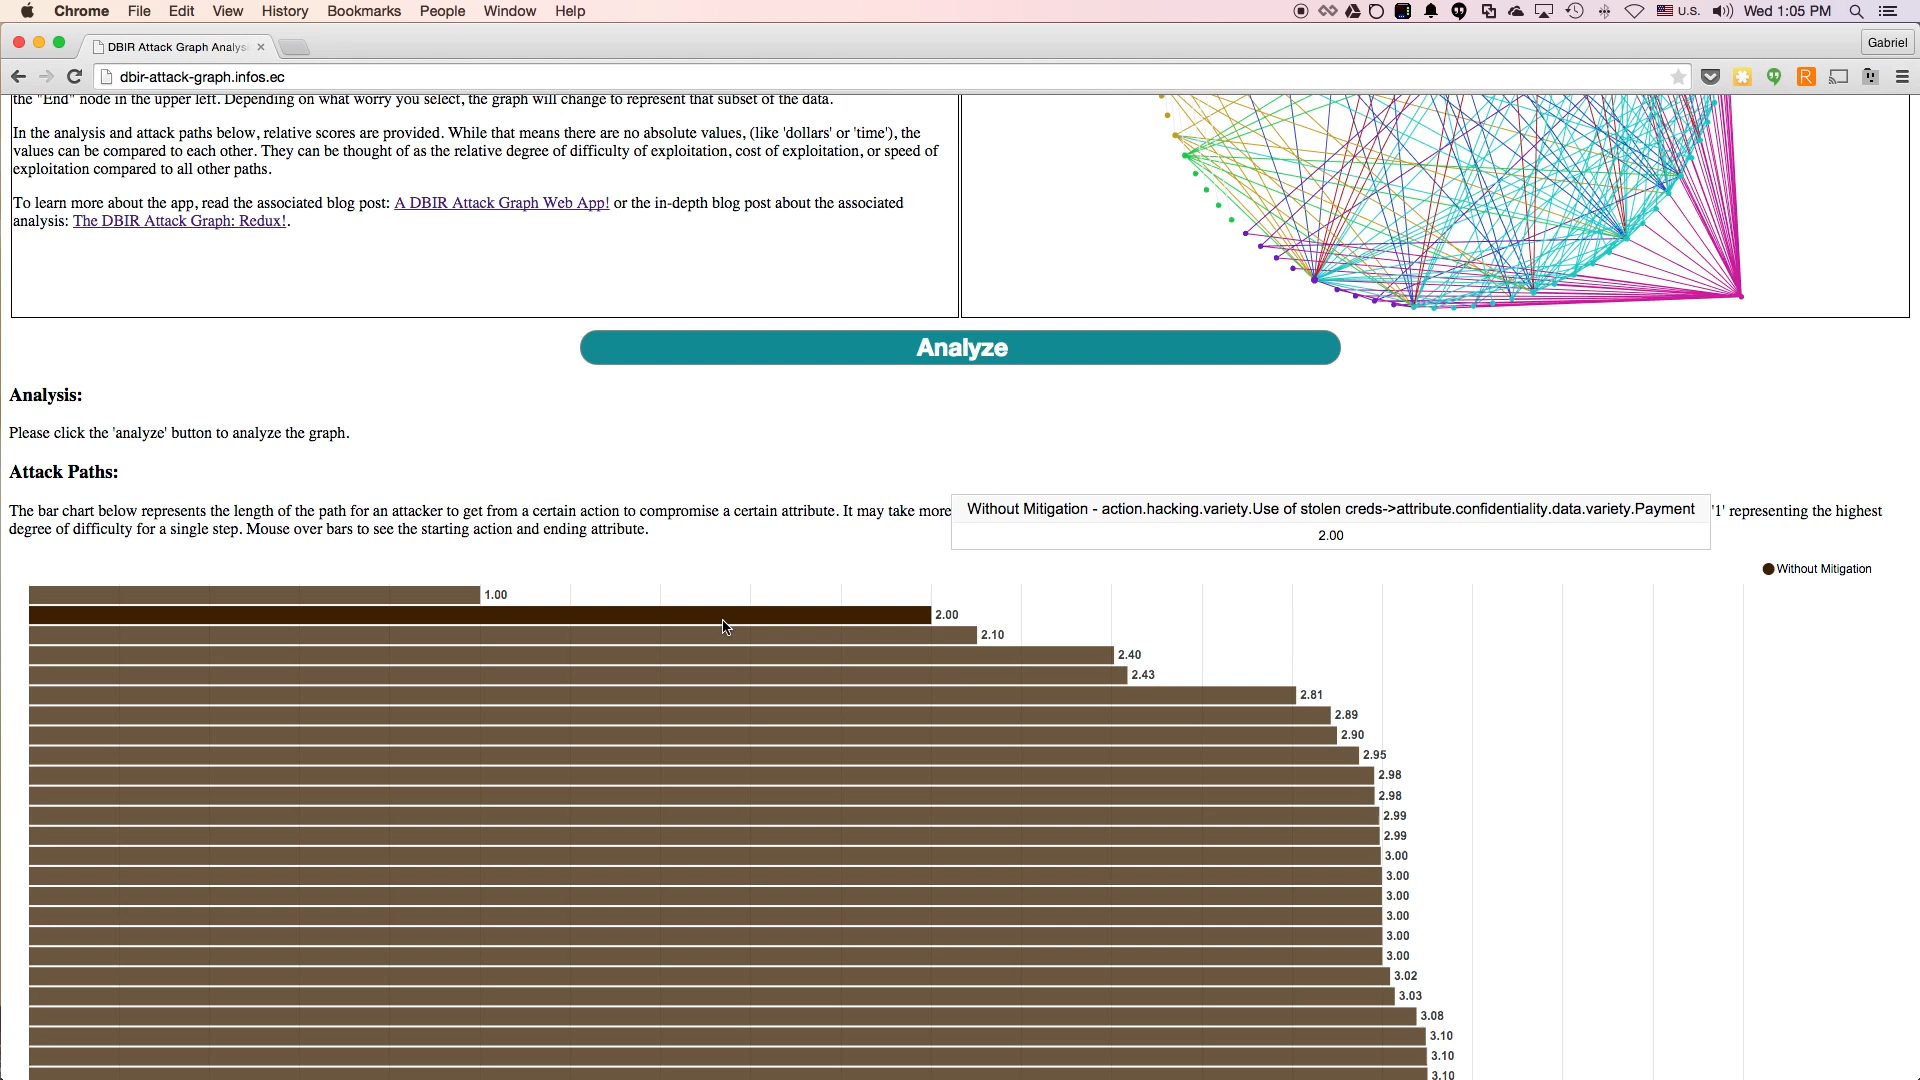 Chrome File Edit View History Bookmarks People Window Help U.S. Wed 1:05 PM
DBIR Attack Graph Analys Gabriel
dbir-attack-graph.infos.ec
the "End" node in the upper left. Depending on what worry you select, the graph will change to represent that subset of the data.
In the analysis and attack paths below, relative scores are provided. While that means there are no absolute values, (like 'dollars' or 'time'), the
values can be compared to each other. They can be thought of as the relative degree of difficulty of exploitation, cost of exploitation, or speed of
exploitation compared to all other paths.
To learn more about the app, read the associated blog post: A DBIR Attack Graph Web App! or the in-depth blog post about the associated
analysis: The DBIR Attack Graph: Redux!.
Analyze
Analysis:
Please click the 'analyze' button to analyze the graph.
Attack Paths:
The bar chart below represents the length of the path for an attacker to get from a certain action to compromise a certain attribute. It may take more
'1' representing the highest
degree of difficulty for a single step. Mouse over bars to see the starting action and ending attribute.
Without Mitigation - action.hacking.variety.Use of stolen creds->attribute.confidentiality.data.variety.Payment
2.00
Without Mitigation
1.00
2.00
2.10
2.40
2.43
2.81
2.89
2.90
2.95
2.98
2.98
2.99
2.99
3.00
3.00
3.00
3.00
3.00
3.00
3.02
3.03
3.08
3.10
3.10
3.10